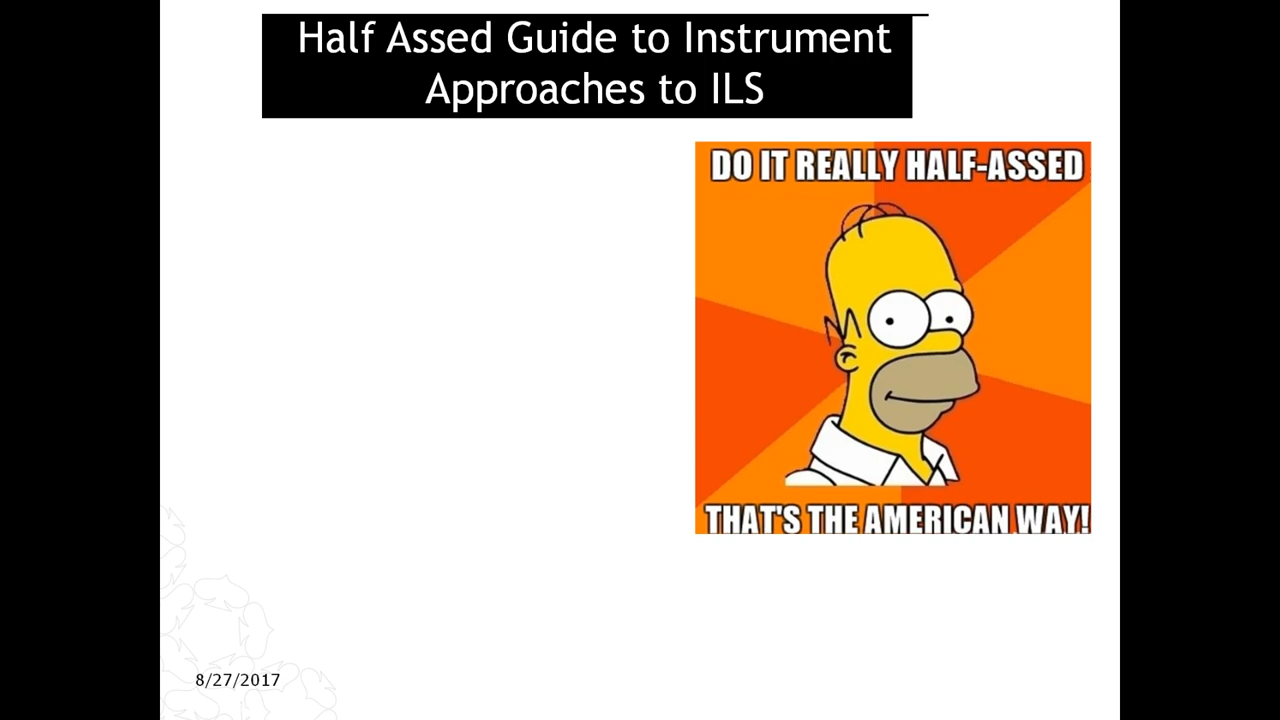 Half Assed Guide to Instrument
Approaches to ILS
DO IT REALLY HALF-ASSED
THAT'S THE AMERICAN WAY!
8/27/2017